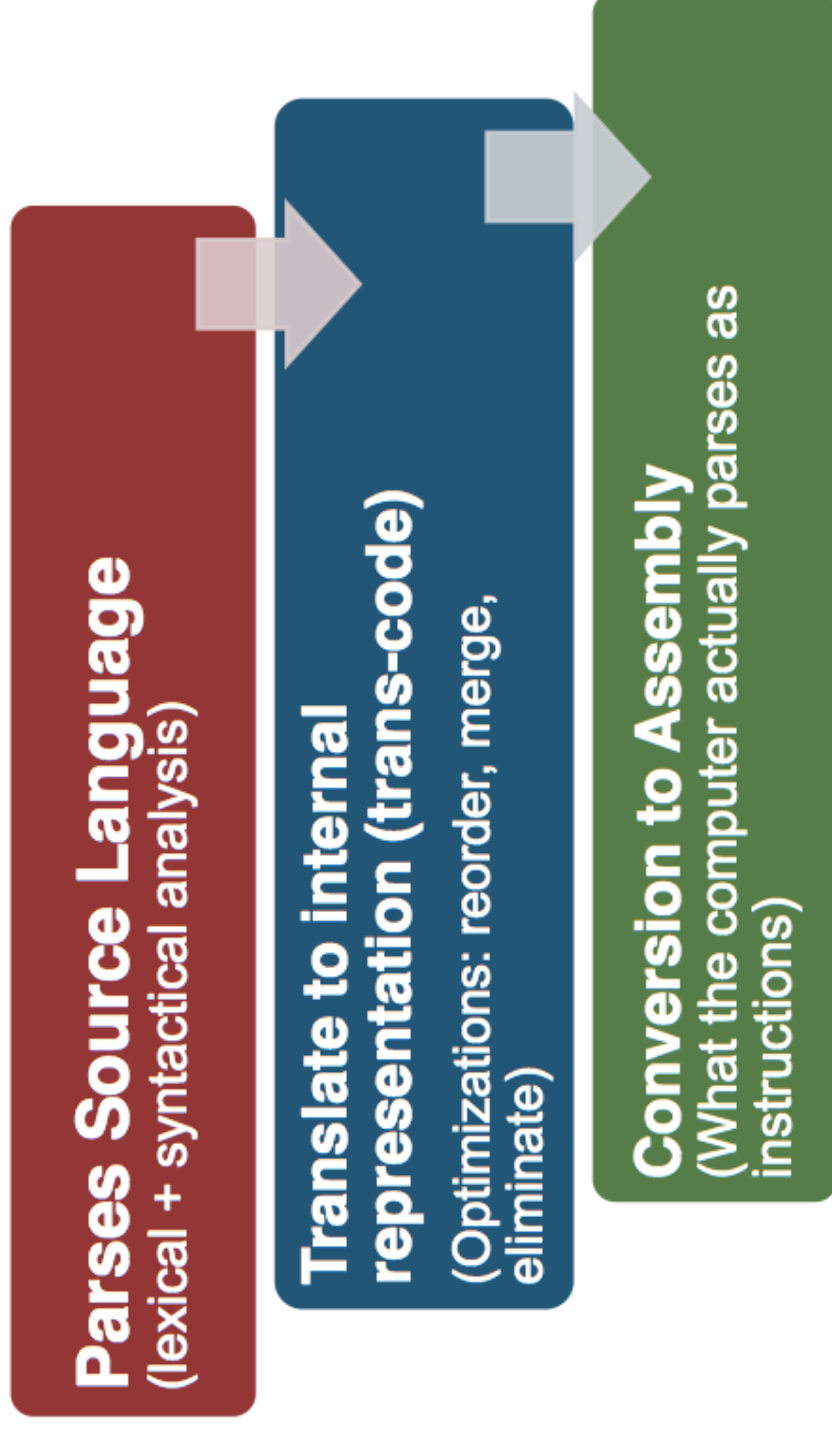 Parses Source Language
(lexical + syntactical analysis)
Translate to internal
representation (trans-code)
(Optimizations: reorder, merge,
eliminate)
Conversion to Assembly
(What the computer actually parses as
instructions)